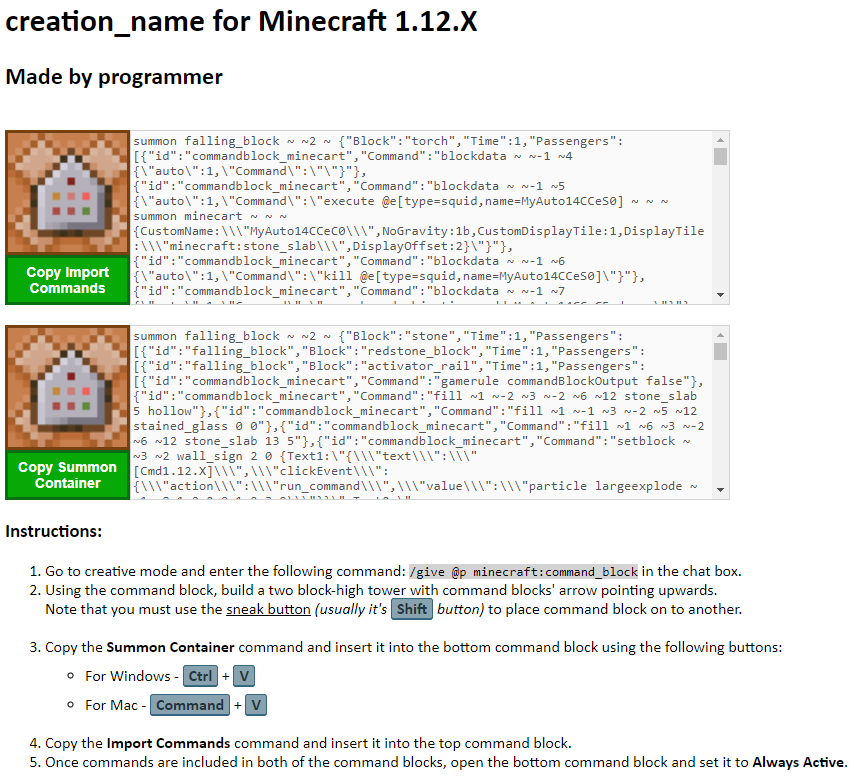 creation_name for Minecraft 1.12.X
Made by programmer
summon falling_block ~ ~2 ~ {"Block":"torch","Time":1,"Passengers":
[{"id":"commandblock_minecart","Command":"blockdata ~ ~-1 ~4
{\"auto\":1,\"Command\":\"\"}"},
{"id":"commandblock_minecart","Command":"blockdata ~ ~-1 ~5
{\"auto\":1,\"Command\":\"execute @e[type=squid,name=MyAuto14CCeS0] ~ ~ ~
summon minecart ~ ~ ~
{CustomName:\\\"MyAuto14CCeC0\\\",NoGravity:1b,CustomDisplayTile:1,DisplayTile
:\\\"minecraft:stone_slab\\\",DisplayOffset:2}\"}"},
{"id":"commandblock_minecart","Command":"blockdata ~ ~-1 ~6
{\"auto\":1,\"Command\":\"kill @e[type=squid,name=MyAuto14CCeS0]\"}"},
{"id":"commandblock_minecart","Command":"blockdata ~ ~-1 ~7
Copy Import
Commands
summon falling_block ~ ~2 ~ {"Block":"stone","Time":1,"Passengers":
[{"id":"falling_block","Block":"redstone_block","Time":1,"Passengers":
[{"id":"falling_block","Block":"activator_rail","Time":1,"Passengers":
[{"id":"commandblock_minecart","Command":"gamerule commandBlockOutput false"},
{"id":"commandblock_minecart","Command":"fill ~1 ~-2 ~3 ~-2 ~6 ~12 stone_slab
5 hollow"},{"id":"commandblock_minecart","Command":"fill ~1 ~-1 ~3 ~-2 ~5 ~12
stained_glass 0 0"},{"id":"commandblock_minecart","Command":"fill ~1 ~6 ~3 ~-2
~6 ~12 stone_slab 13 5"},{"id":"commandblock_minecart","Command":"setblock ~
~3 ~2 wall_sign 2 0 {Text1:\"{\\\"text\\\":\\\"
[Cmd1.12.X]\\\",\\\"clickEvent\\\":
{\\\"action\\\":\\\"run_command\\\",\\\"value\\\":\\\"particle largeexplode ~
Copy Summon
Container
Instructions:
1. Go to creative mode and enter the following command: /give @p minecraft:command_block in the chat box.
2. Using the command block, build a two block-high tower with command blocks' arrow pointing upwards.
Note that you must use the sneak button (usually it's Shift button) to place command block on to another.
3. Copy the Summon Container command and insert it into the bottom command block using the following buttons:
For Windows - Ctrl + V
For Mac - Command + V
4. Copy the Import Commands command and insert it into the top command block.
5. Once commands are included in both of the command blocks, open the bottom command block and set it to Always Active.